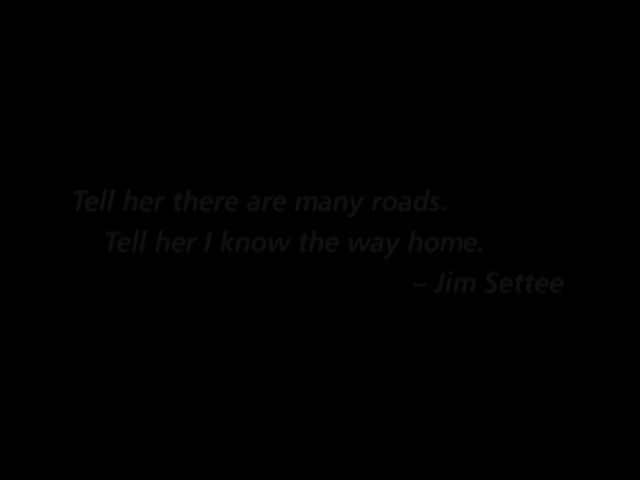 Tell her there are many roads.
Tell her I know the way home.
– Jim Settee